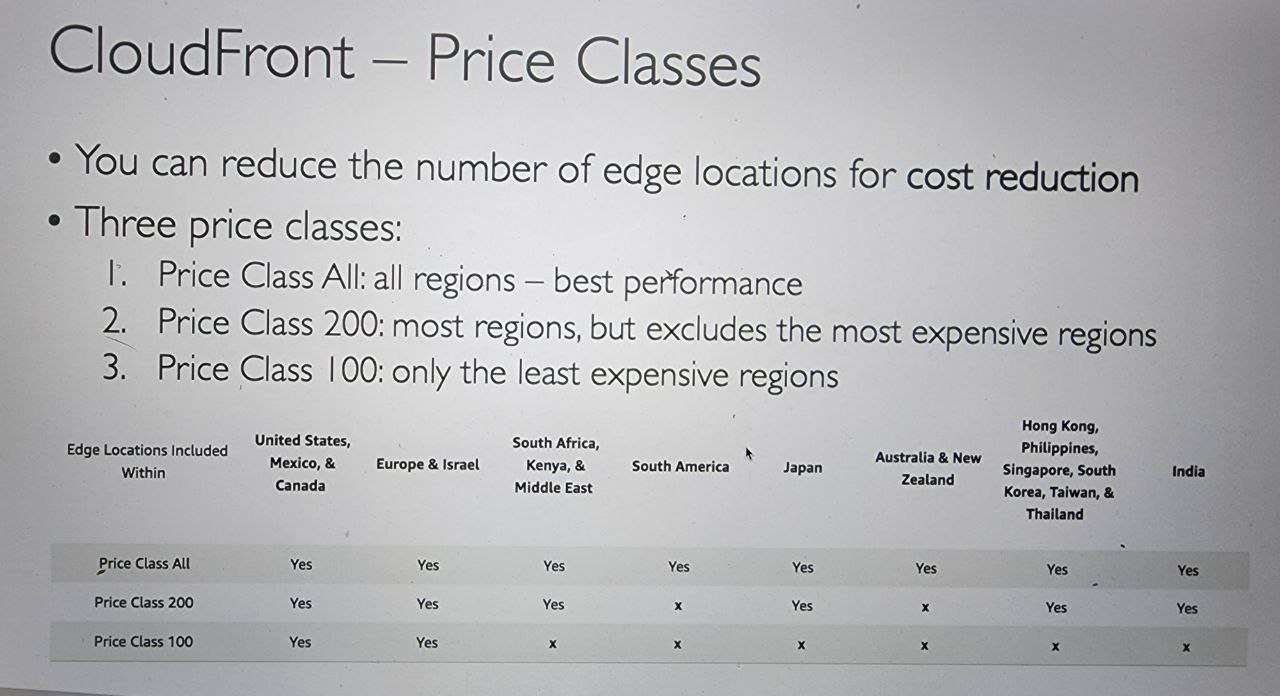 CloudFront – Price Classes
• You can reduce the number of edge locations for cost reduction
• Three price classes:
1. Price Class All: all regions – best performance
2. Price Class 200: most regions, but excludes the most expensive regions
3. Price Class 100: only the least expensive regions
Edge Locations Included
Within
United States,
Mexico, &
Canada
Europe & Israel
South Africa,
Kenya, &
Middle East
South America
Japan
Australia & New
Zealand
Hong Kong,
Philippines,
Singapore, South
Korea, Taiwan, &
Thailand
India
Price Class All Yes Yes Yes Yes Yes Yes Yes Yes
Price Class 200 Yes Yes Yes x Yes x Yes Yes
Price Class 100 Yes Yes x x x x x x